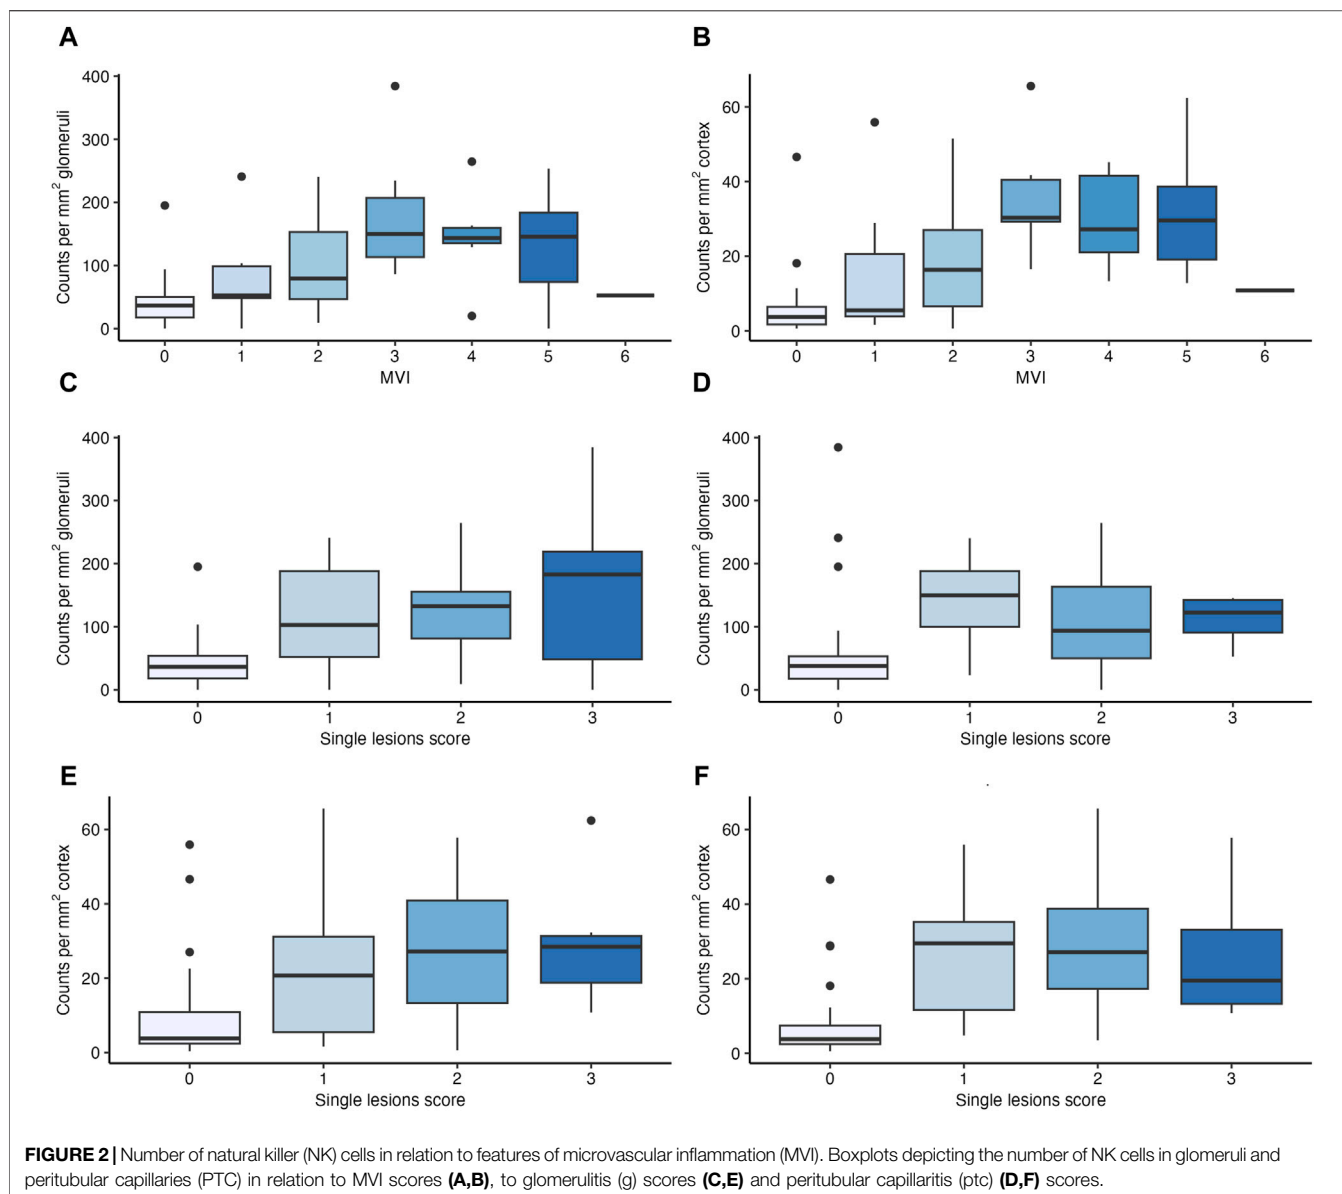 A
400
300
200
100
0
Counts per mm² glomeruli
0 1 2 3 4 5 6
MVI
B
60
40
20
0
Counts per mm² cortex
0 1 2 3 4 5 6
MVI
C
400
300
200
100
0
Counts per mm² glomeruli
0 1 2 3
Single lesions score
D
400
300
200
100
0
Counts per mm² glomeruli
0 1 2 3
Single lesions score
E
60
40
20
0
Counts per mm² cortex
0 1 2 3
Single lesions score
F
60
40
20
0
Counts per mm² cortex
0 1 2 3
Single lesions score
FIGURE 2 | Number of natural killer (NK) cells in relation to features of microvascular inflammation (MVI). Boxplots depicting the number of NK cells in glomeruli and
peritubular capillaries (PTC) in relation to MVI scores (A,B), to glomerulitis (g) scores (C,E) and peritubular capillaritis (ptc) (D,F) scores.